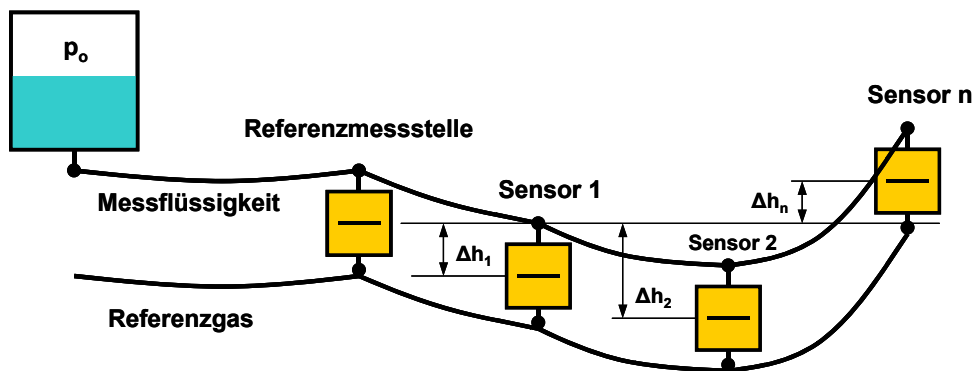 pₒ
Sensor n
Referenzmessstelle
Sensor 1
Messflüssigkeit
Δhₙ
Sensor 2
Δh₁
Δh₂
Referenzgas